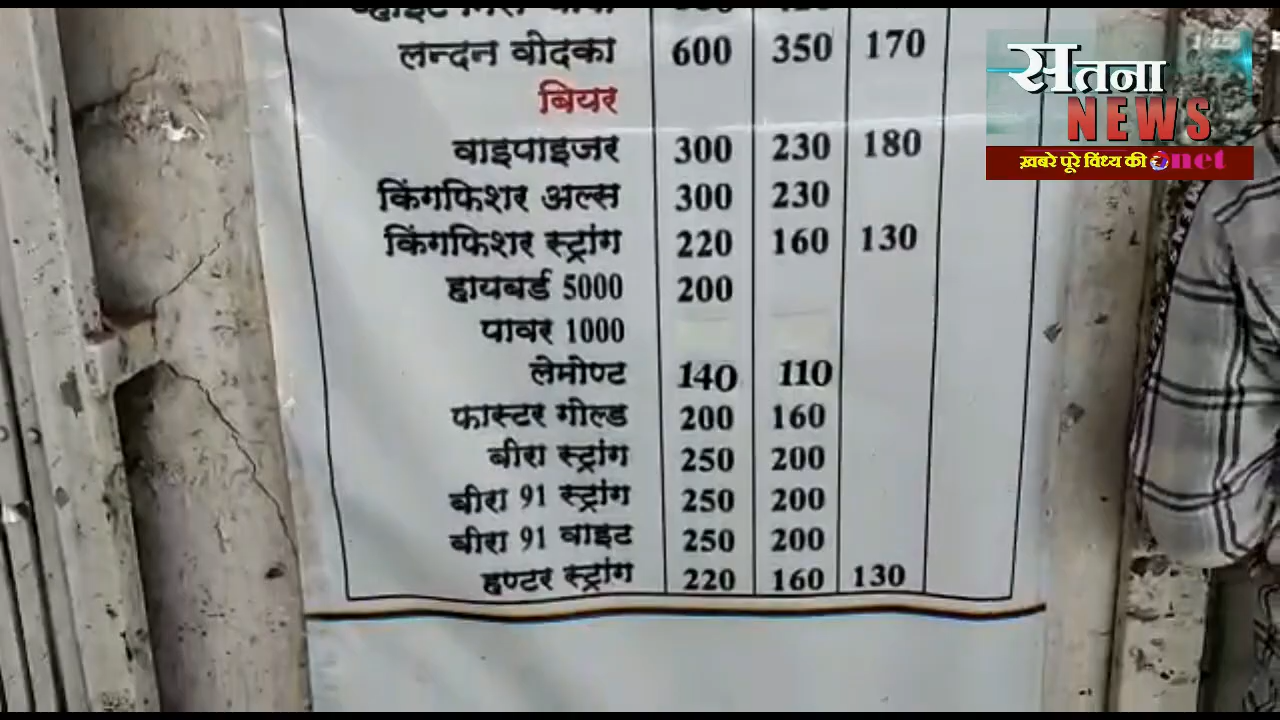 लन्दन वोदका 600 350 170
बियर
वाइपाइजर 300 230 180
किंगफिशर अल्स 300 230
किंगफिशर स्ट्रांग 220 160 130
हायबर्ड 5000 200
पावर 1000
लेमोण्ट 140 110
फास्टर गोल्ड 200 160
बीरा स्ट्रांग 250 200
बीरा 91 स्ट्रांग 250 200
बीरा 91 वाइट 250 200
हण्टर स्ट्रांग 220 160 130
सतना
NEWS
ख़बरे पूरे विंध्य की
net